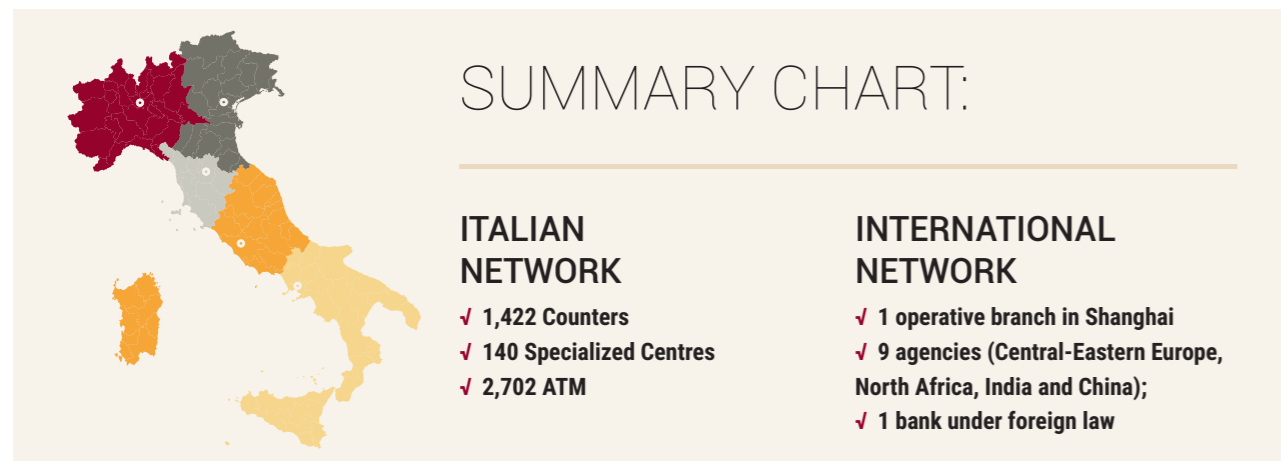 SUMMARY CHART:
ITALIAN
NETWORK
√ 1,422 Counters
√ 140 Specialized Centres
√ 2,702 ATM
INTERNATIONAL
NETWORK
√ 1 operative branch in Shanghai
√ 9 agencies (Central-Eastern Europe,
North Africa, India and China);
√ 1 bank under foreign law